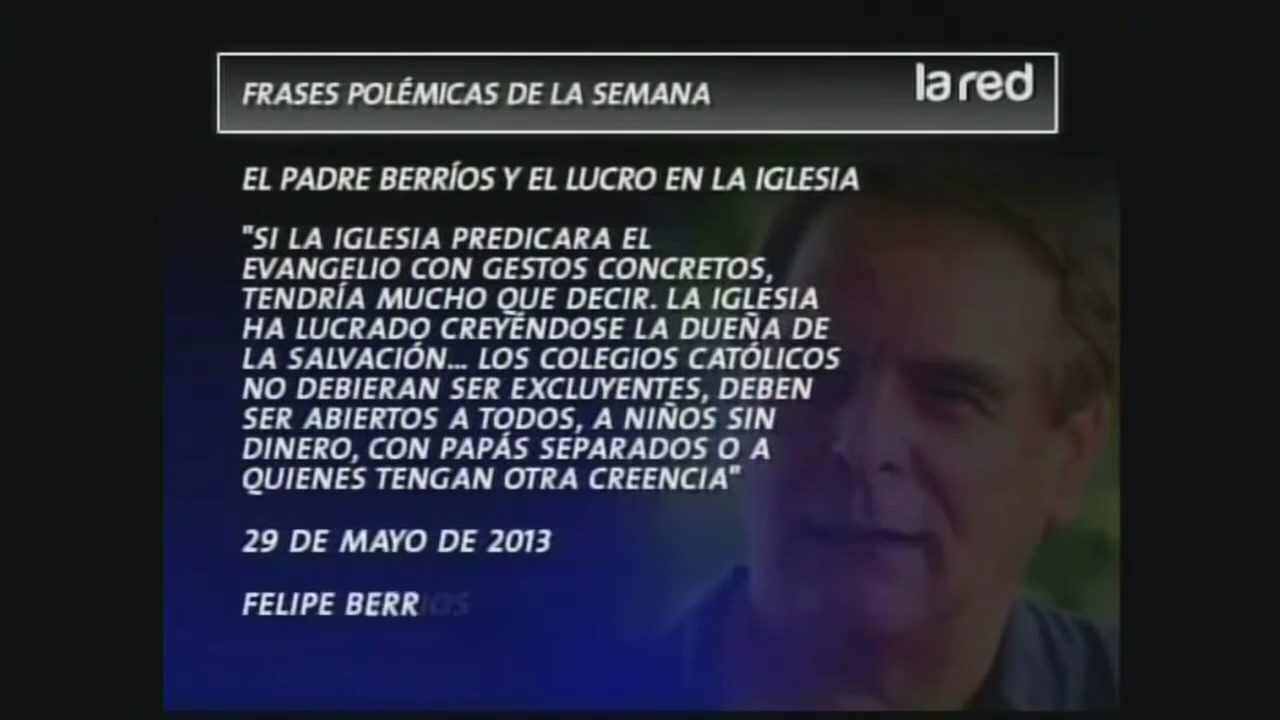 FRASES POLÉMICAS DE LA SEMANA
la red
EL PADRE BERRÍOS Y EL LUCRO EN LA IGLESIA
"SI LA IGLESIA PREDICARA EL
EVANGELIO CON GESTOS CONCRETOS,
TENDRÍA MUCHO QUE DECIR. LA IGLESIA
HA LUCRADO CREYÉNDOSE LA DUEÑA DE
LA SALVACIÓN... LOS COLEGIOS CATÓLICOS
NO DEBIERAN SER EXCLUYENTES, DEBEN
SER ABIERTOS A TODOS, A NIÑOS SIN
DINERO, CON PAPÁS SEPARADOS O A
QUIENES TENGAN OTRA CREENCIA"
29 DE MAYO DE 2013
FELIPE BERRIOS